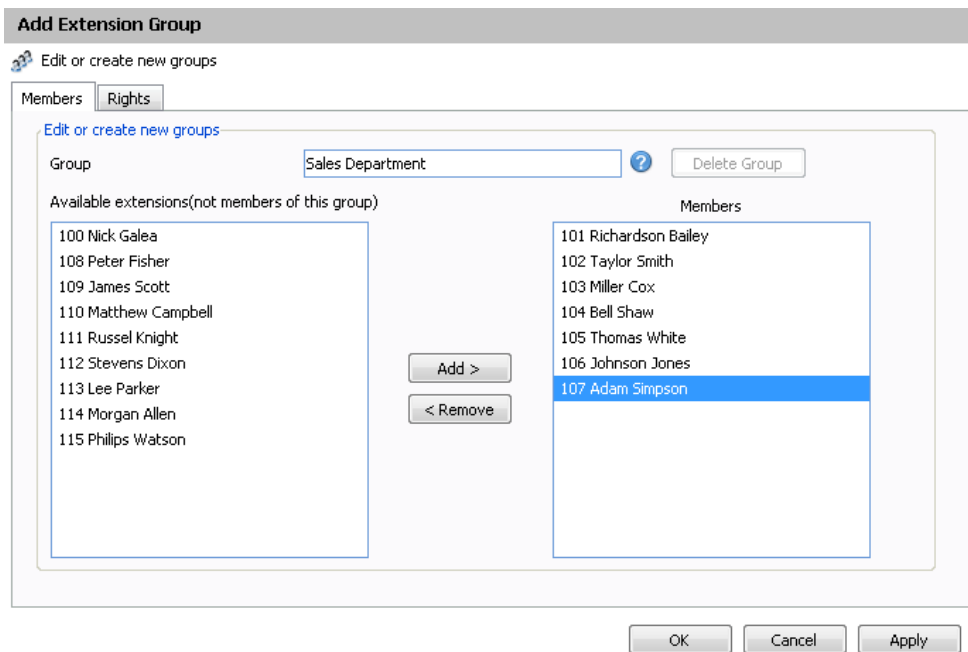 Add Extension Group
Edit or create new groups
Members Rights
Edit or create new groups
Group Sales Department ? Delete Group
Available extensions(not members of this group) Members
100 Nick Galea
108 Peter Fisher
109 James Scott
110 Matthew Campbell
111 Russel Knight
112 Stevens Dixon
113 Lee Parker
114 Morgan Allen
115 Philips Watson
Add >
< Remove
101 Richardson Bailey
102 Taylor Smith
103 Miller Cox
104 Bell Shaw
105 Thomas White
106 Johnson Jones
107 Adam Simpson
OK Cancel Apply